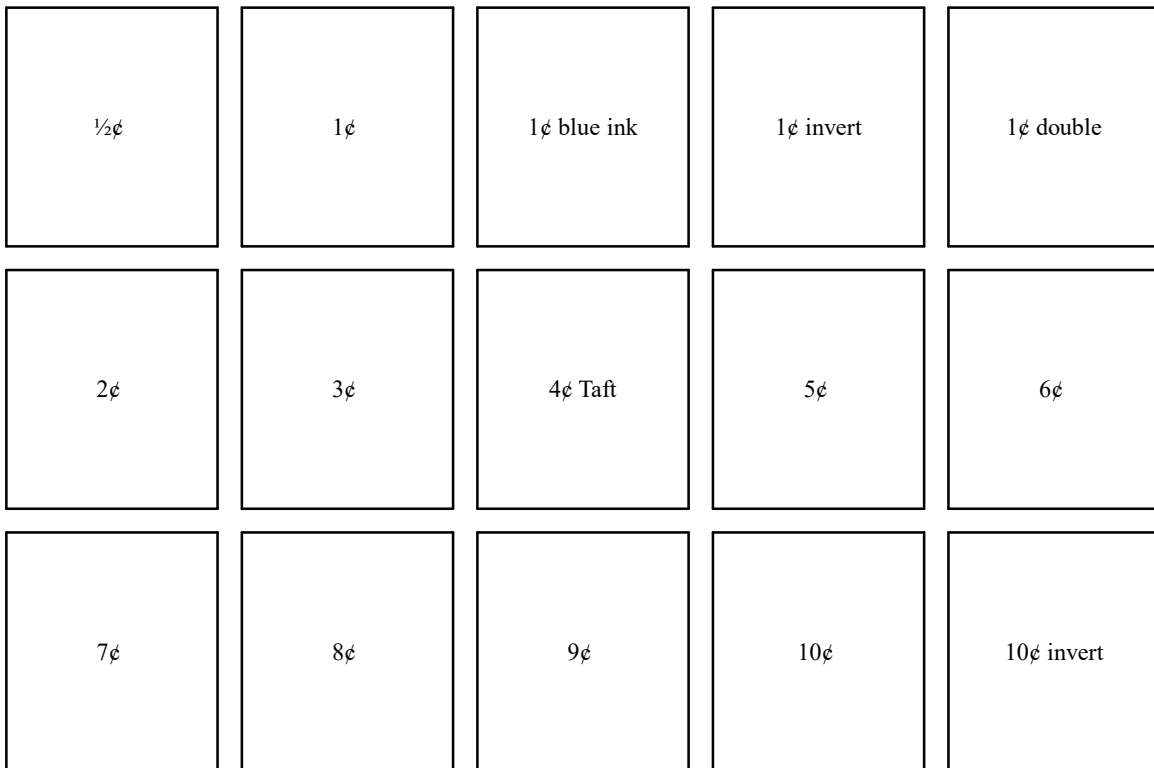 ½¢
1¢
1¢ blue ink
1¢ invert
1¢ double
2¢
3¢
4¢ Taft
5¢
6¢
7¢
8¢
9¢
10¢
10¢ invert